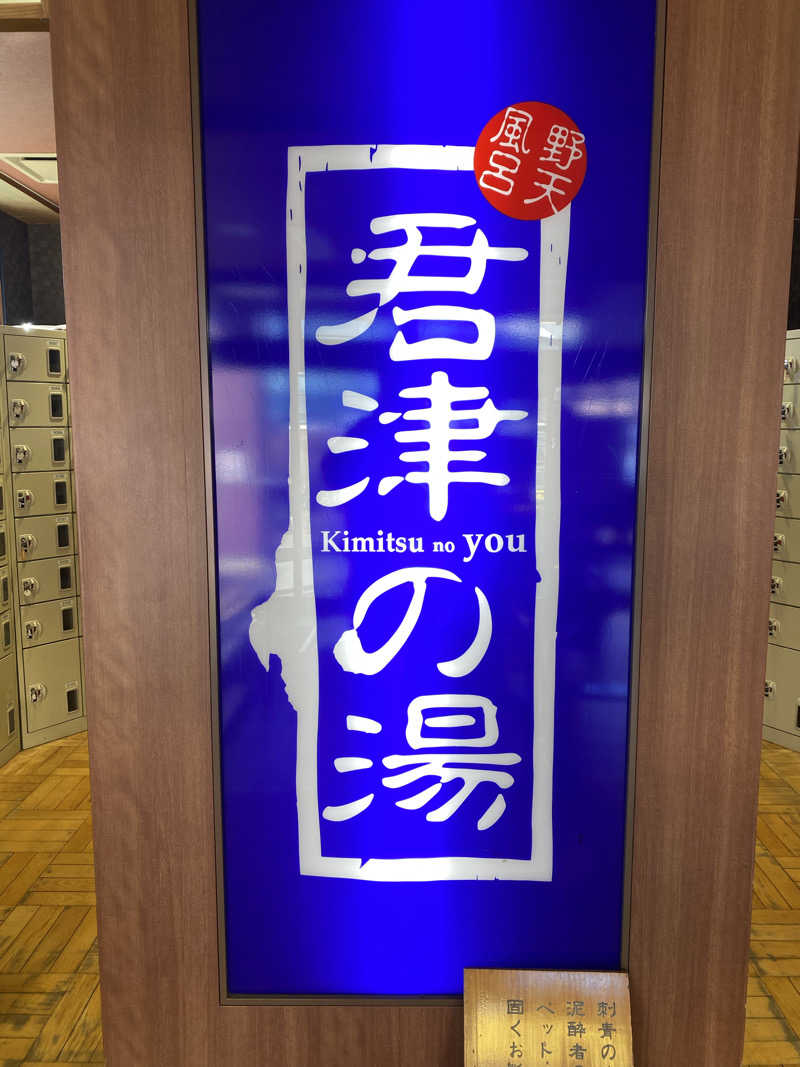 野天
風呂
君津の湯
Kimitsu no you
刺青の
泥酔者
ペット
固くお